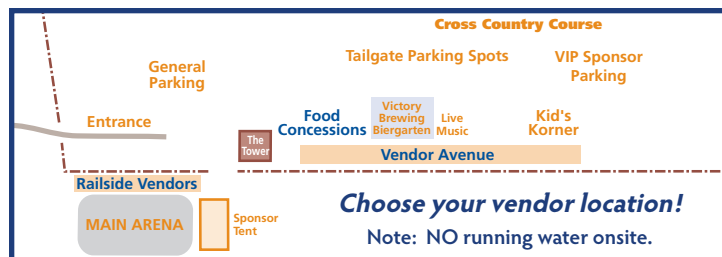 Cross Country Course
Tailgate Parking Spots
VIP Sponsor
Parking
General
Parking
Entrance
The
Tower
Food
Concessions
Victory
Brewing
Biergarten
Live
Music
Kid's
Korner
Vendor Avenue
Railside Vendors
MAIN ARENA
Sponsor
Tent
Choose your vendor location!
Note: NO running water onsite.